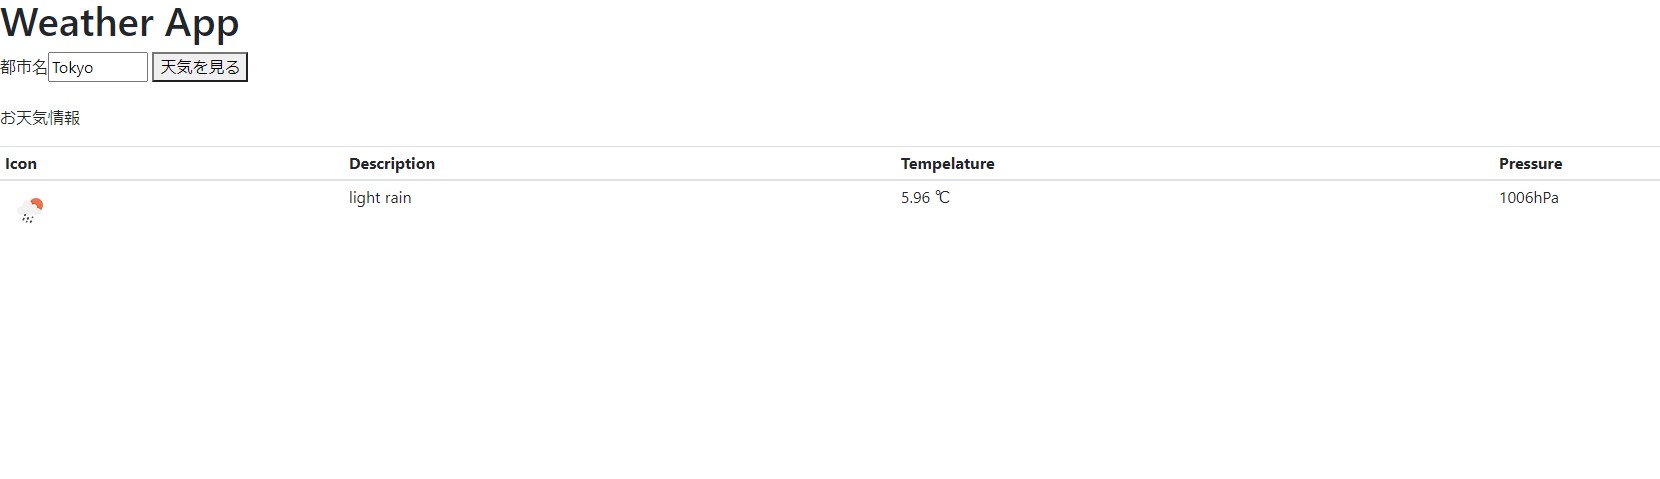 Weather App
都市名 Tokyo 天気を見る
お天気情報
Icon Description Tempelature Pressure
light rain 5.96 ℃ 1006hPa